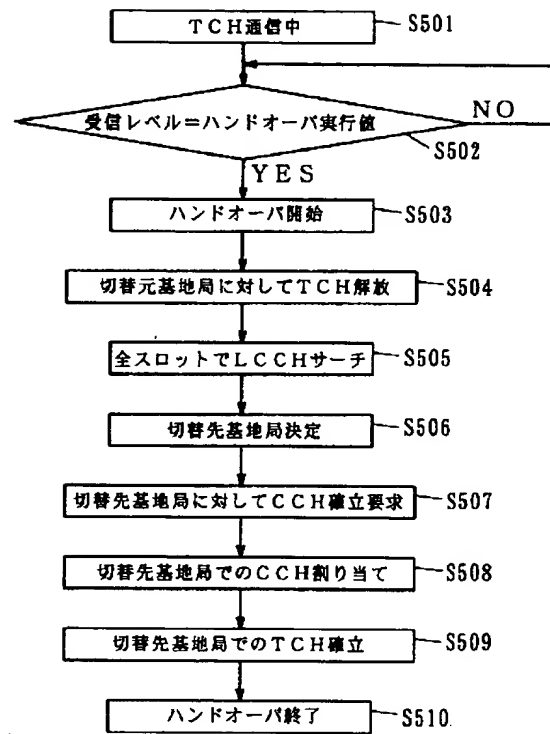 TCH通信中 S501
受信レベル=ハンドオーバ実行値 NO
S502
YES
ハンドオーバ開始 S503
切替元基地局に対してTCH解放 S504
全スロットでLCCHサーチ S505
切替先基地局決定 S506
切替先基地局に対してCCH確立要求 S507
切替先基地局でのCCH割り当て S508
切替先基地局でのTCH確立 S509
ハンドオーバ終了 S510